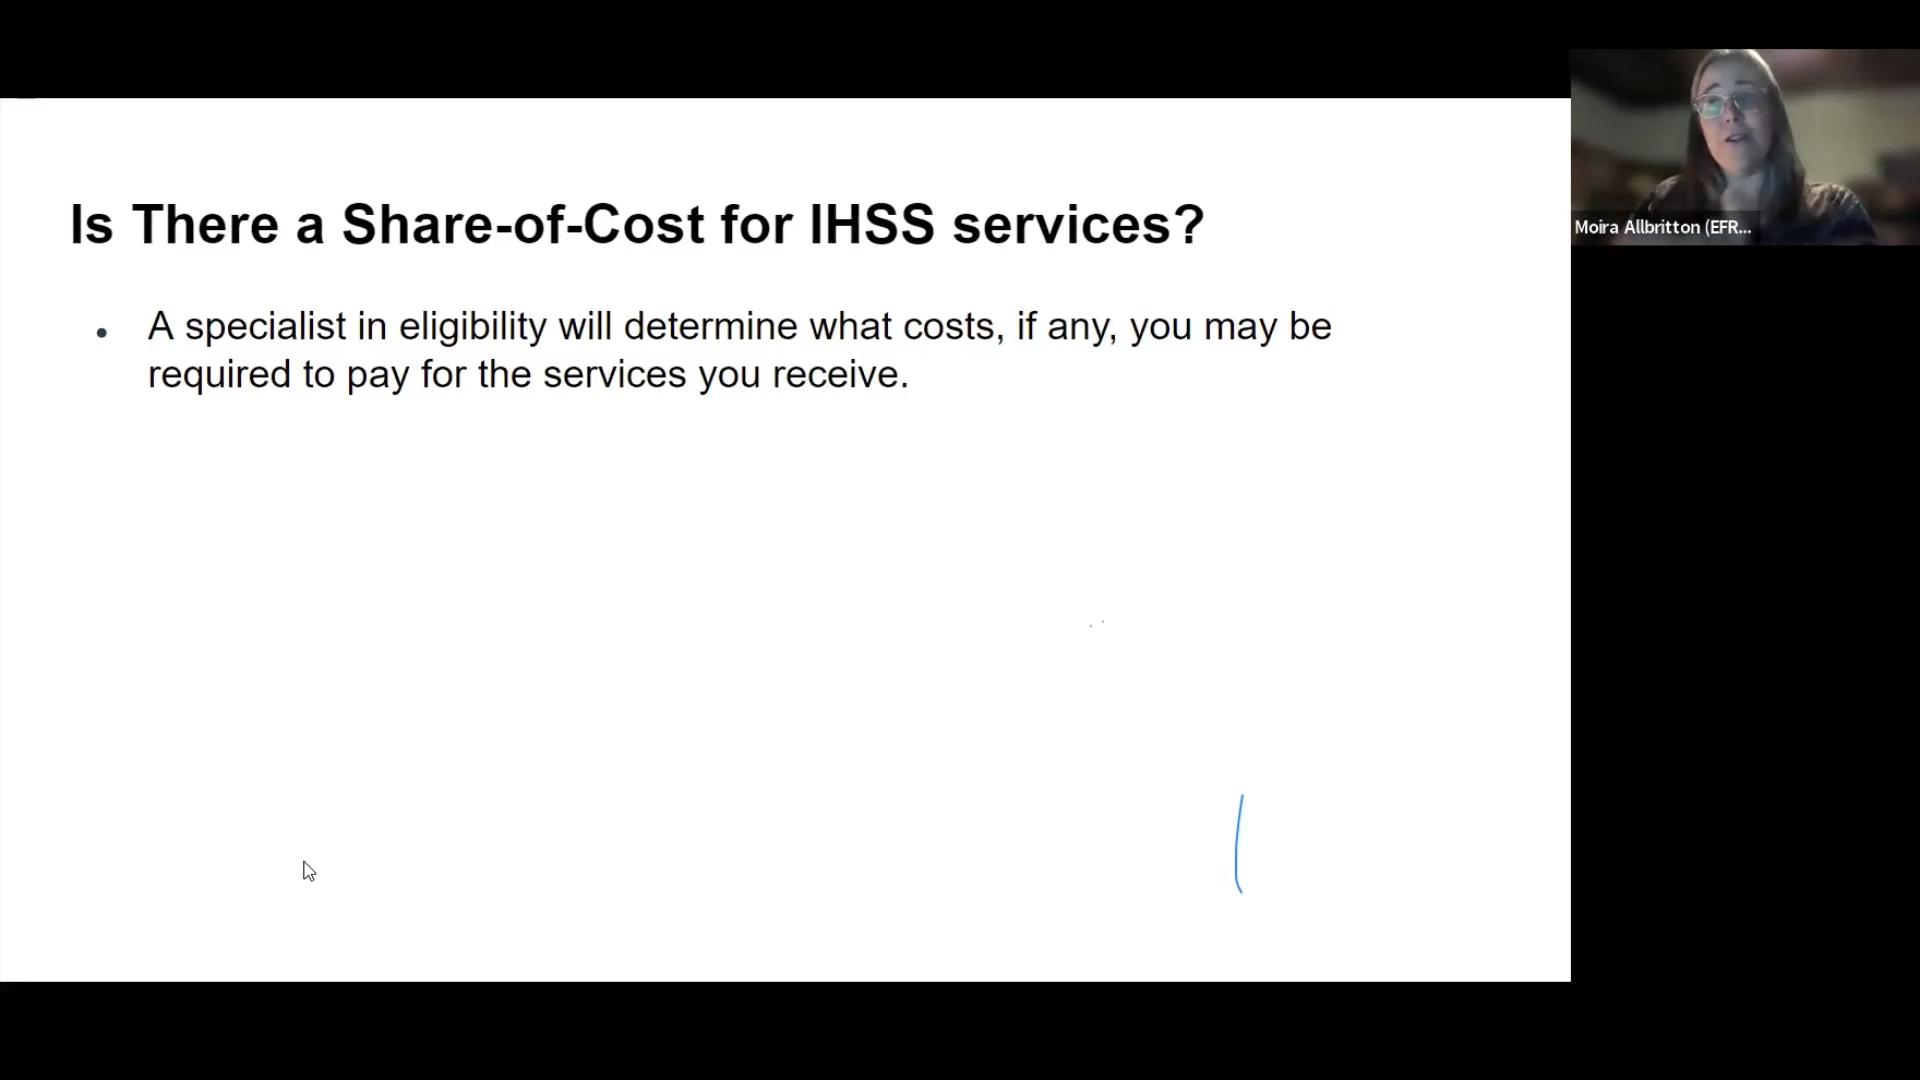 Is There a Share-of-Cost for IHSS services?
• A specialist in eligibility will determine what costs, if any, you may be
required to pay for the services you receive.
Moira Allbritton (EFR...